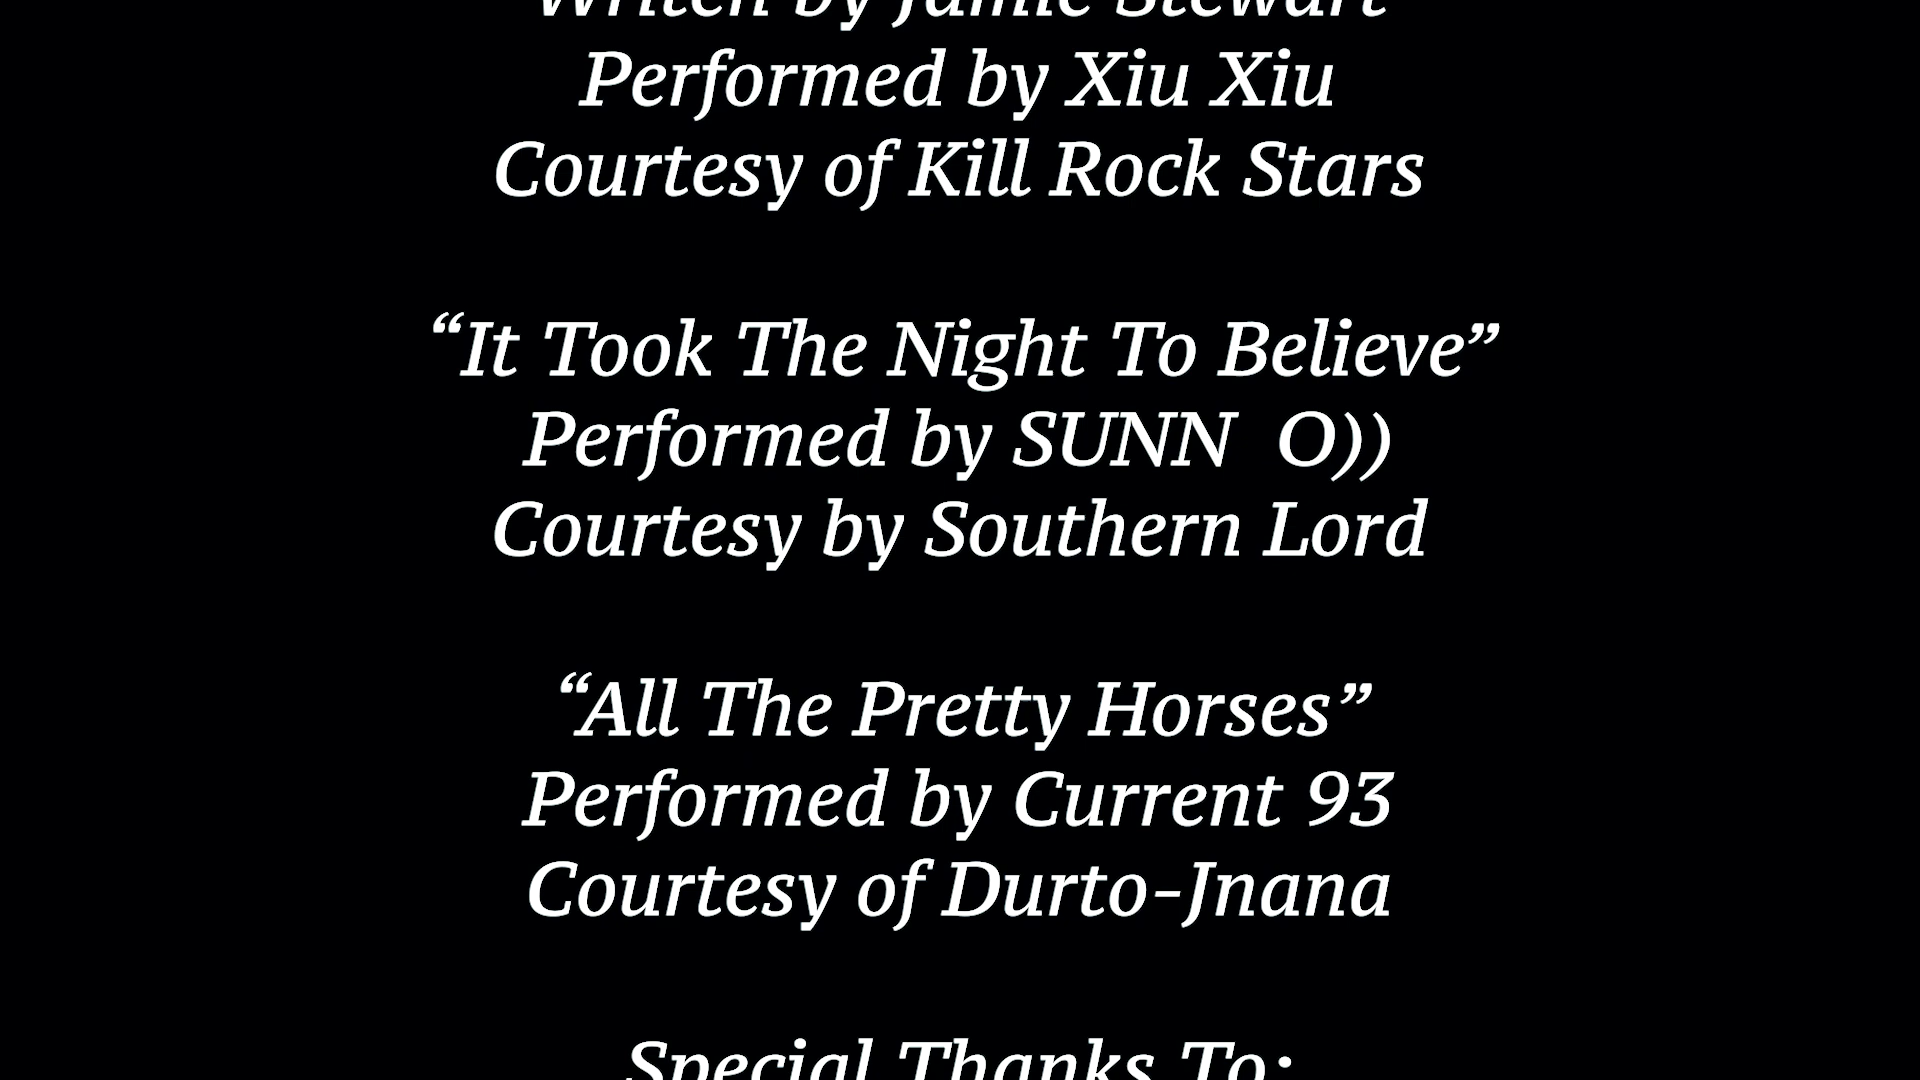 Writen by Jamie Stewart
Performed by Xiu Xiu
Courtesy of Kill Rock Stars
“It Took The Night To Believe”
Performed by SUNN  O))
Courtesy by Southern Lord
“All The Pretty Horses”
Performed by Current 93
Courtesy of Durto-Jnana
Special Thanks To: